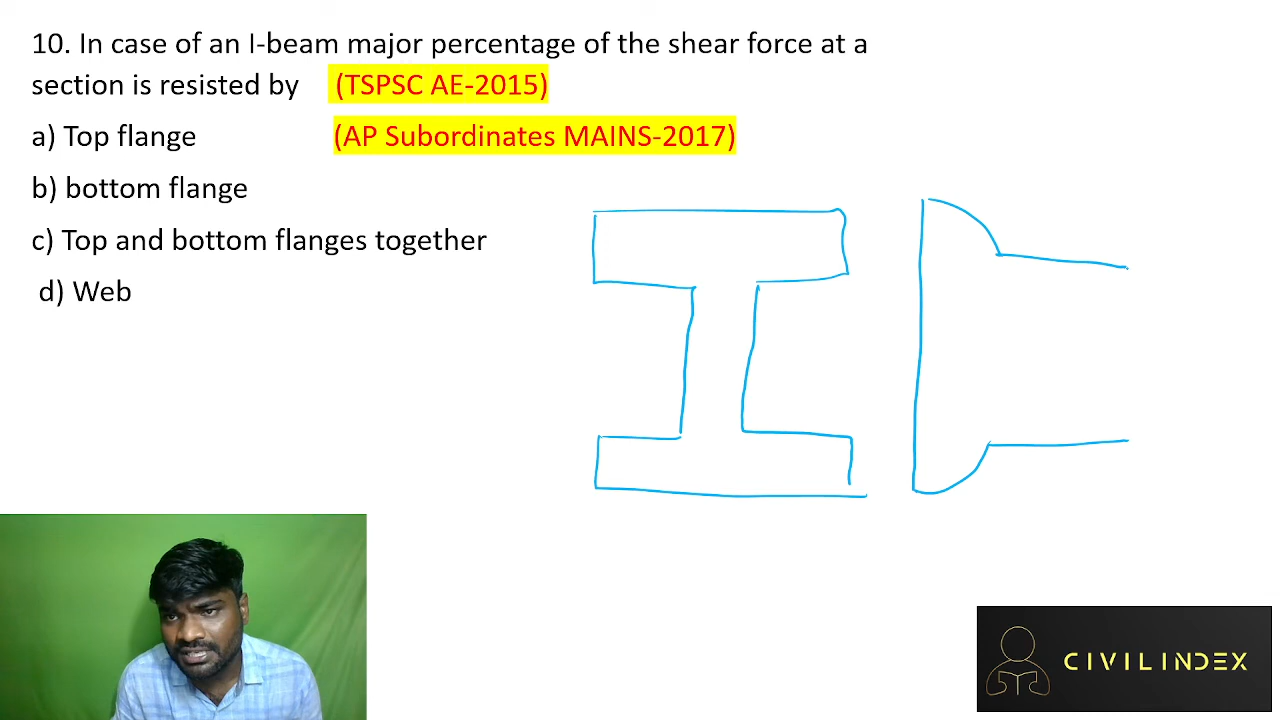 10. In case of an I-beam major percentage of the shear force at a
section is resisted by (TSPSC AE-2015)
a) Top flange (AP Subordinates MAINS-2017)
b) bottom flange
c) Top and bottom flanges together
d) Web
CIVILINDEX